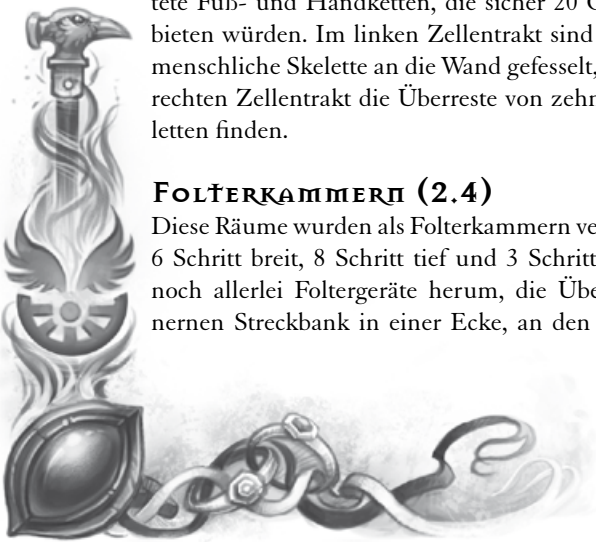 tete Fuß- und Handketten, die sicher 20
bieten würden. Im linken Zellentrakt sind
menschliche Skelette an die Wand gefesselt,
rechten Zellentrakt die Überreste von zehn
letten finden.
Folterkammern (2.4)
Diese Räume wurden als Folterkammern ve
6 Schritt breit, 8 Schritt tief und 3 Schritt
noch allerlei Foltergeräte herum, die Übe
nernen Streckbank in einer Ecke, an den